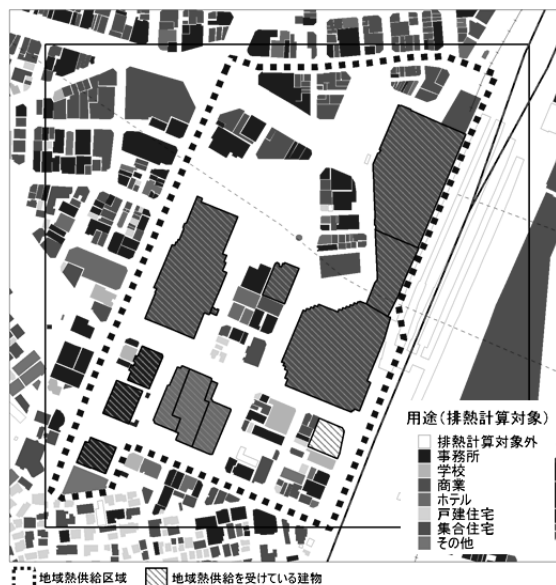 用途(排熱計算対象)
排熱計算対象外
事務所
学校
商業
ホテル
戸建住宅
集合住宅
その他
地域熱供給区域
地域熱供給を受けている建物